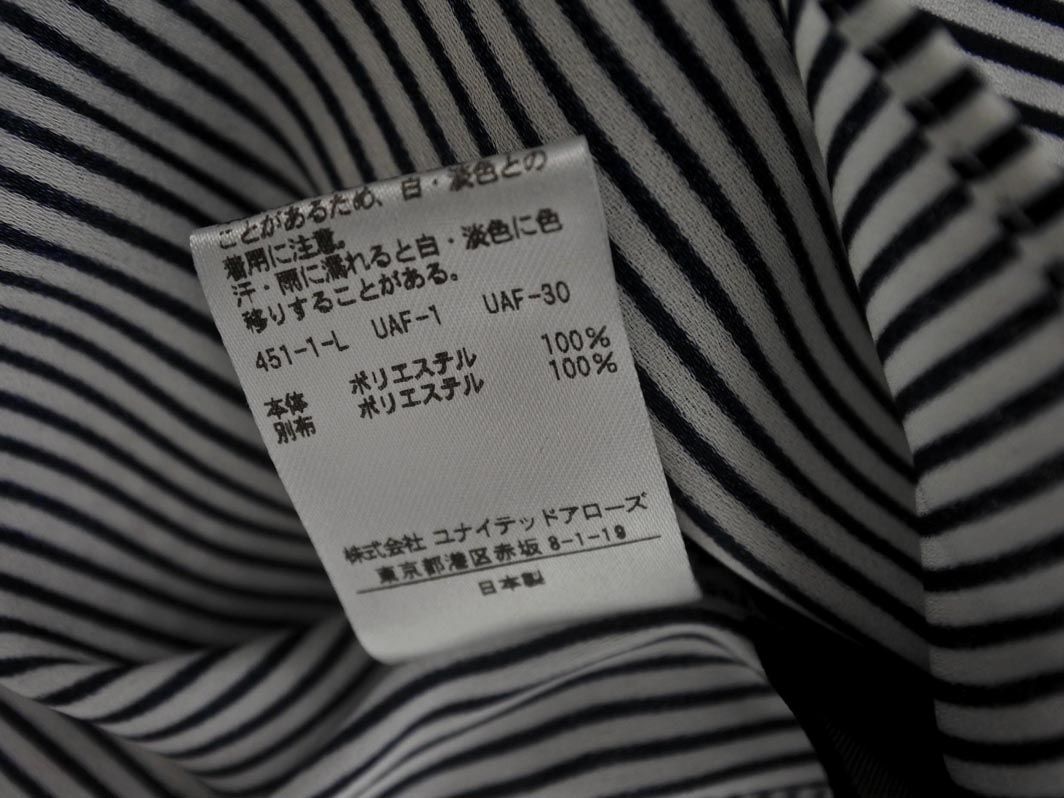 ことがあるため、白・淡色との
着用に注意。
汗・雨に濡れると白・淡色に色
移りすることがある。
451-1-L UAF-1 UAF-30
本体 ポリエステル 100%
別布 ポリエステル 100%
株式会社 ユナイテッドアローズ
東京都港区赤坂 8-1-19
日本製